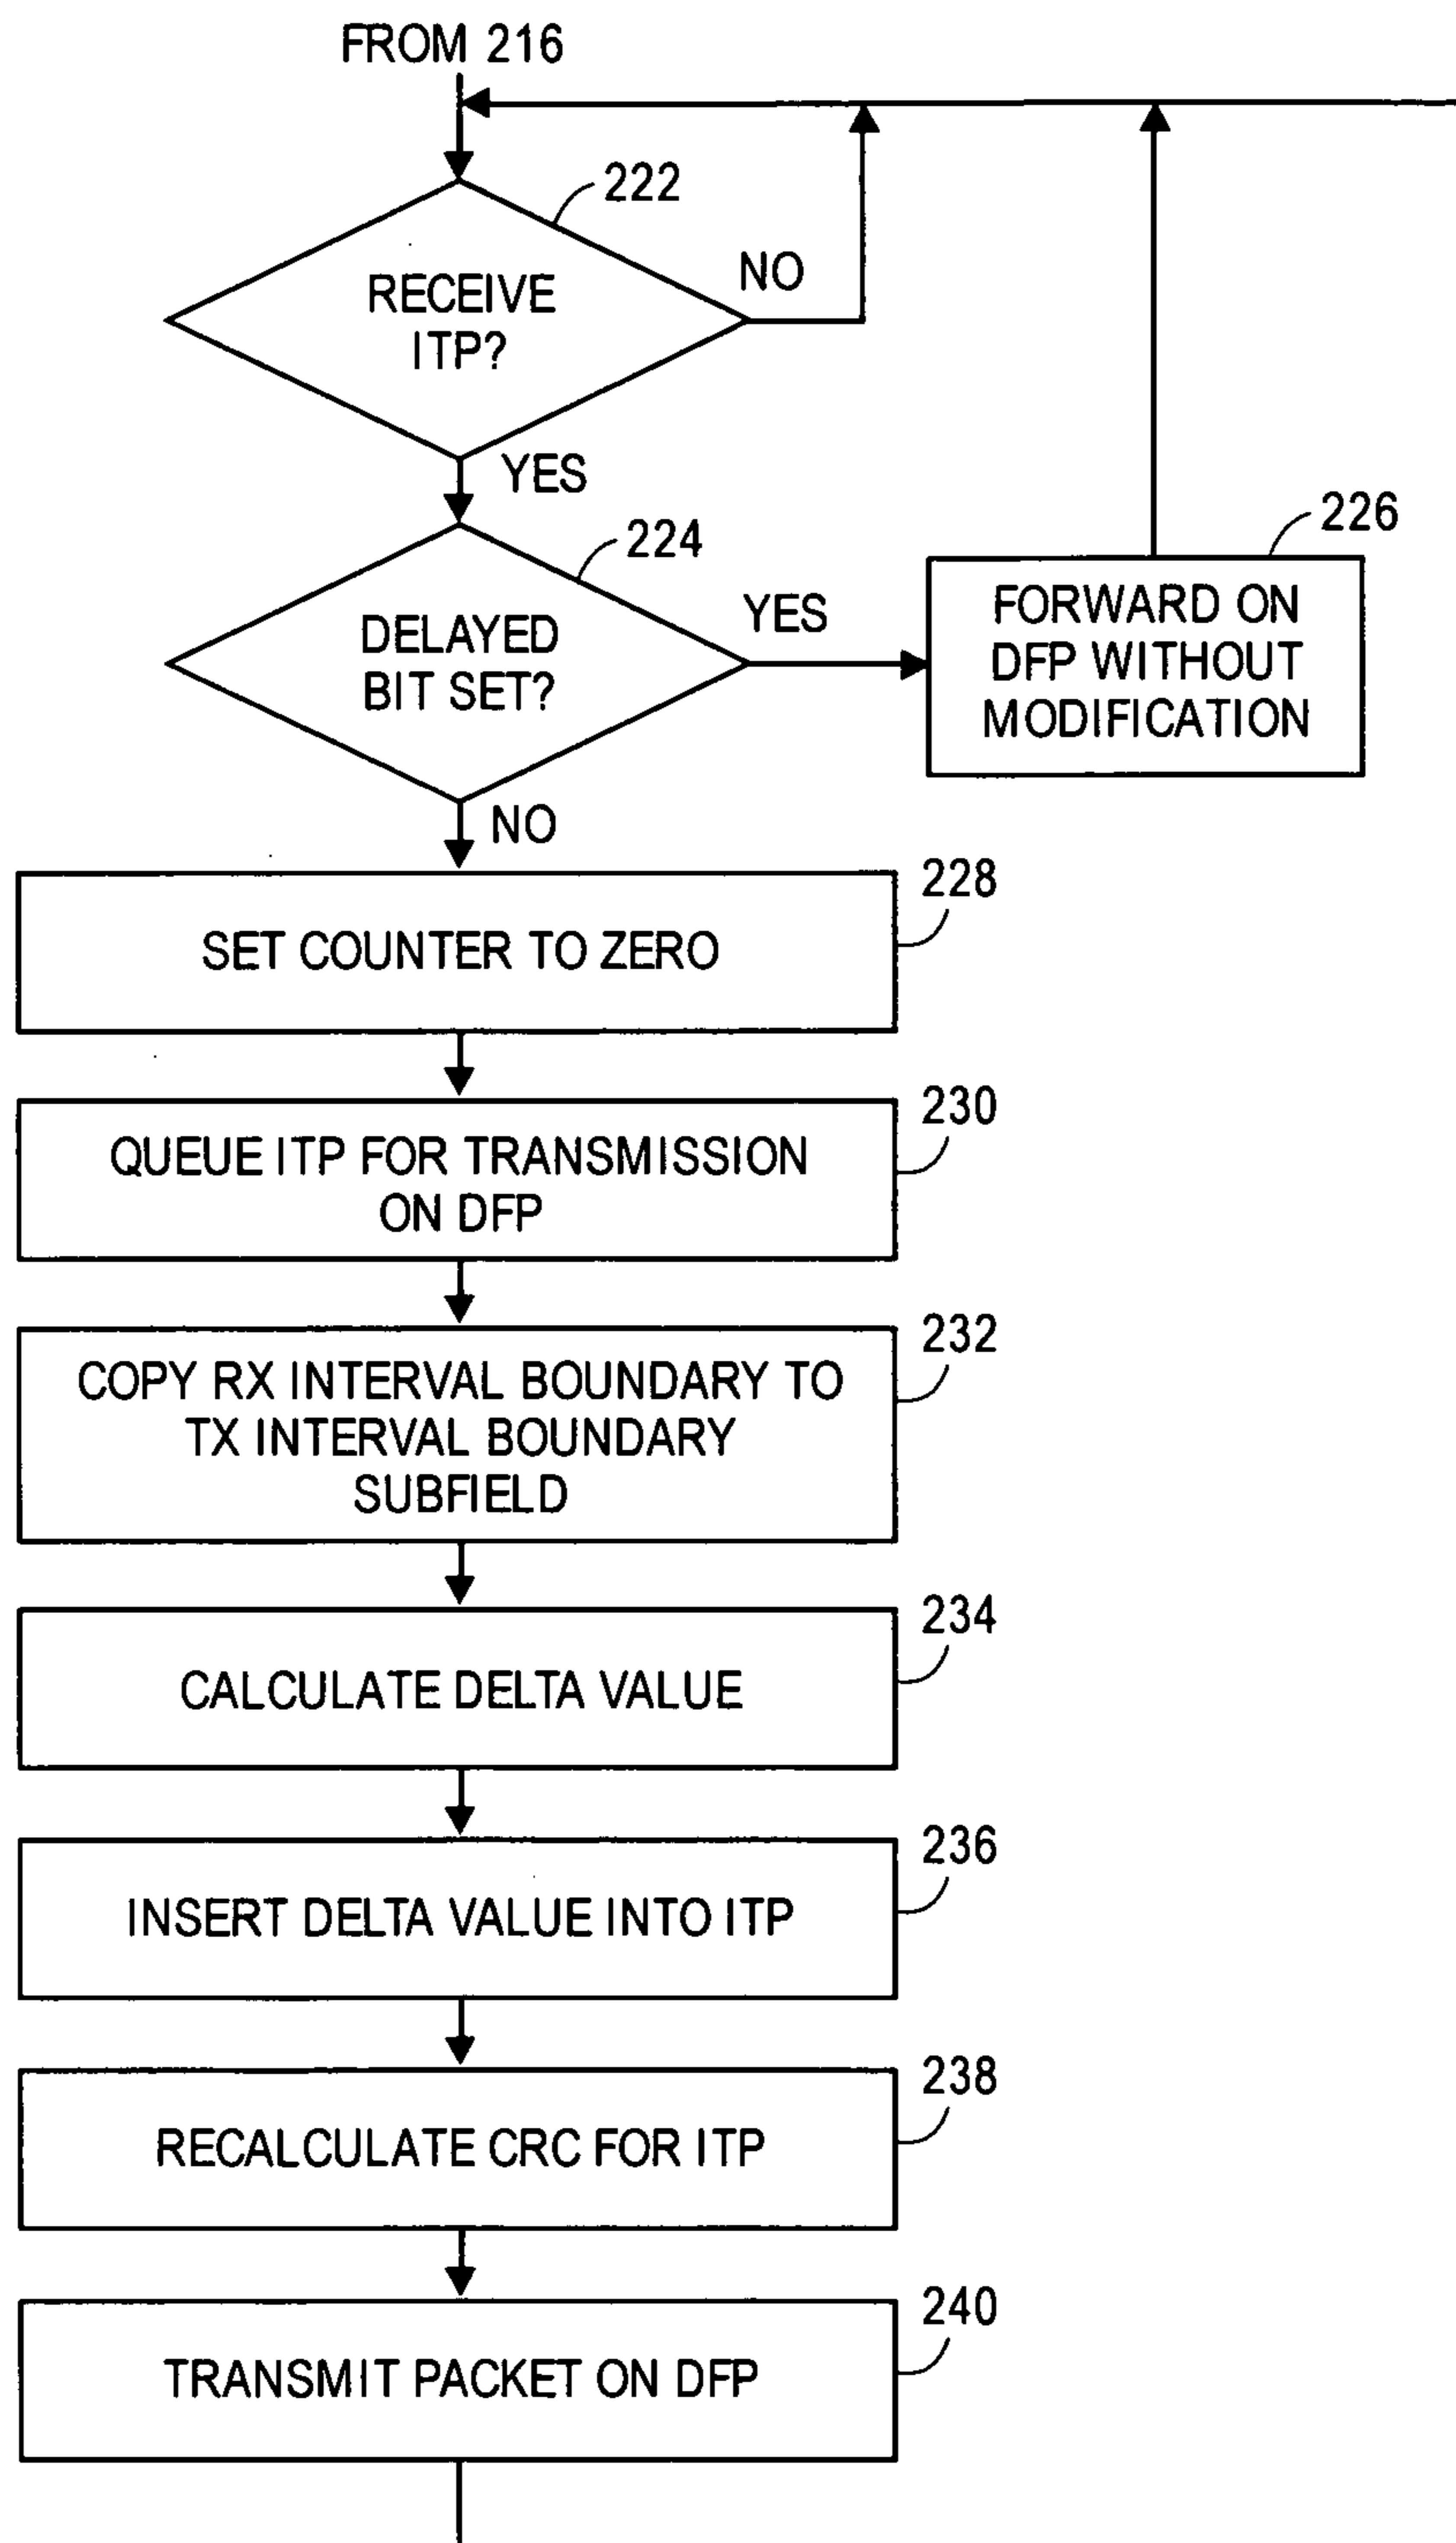 FROM 216
222
RECEIVE
ITP?
NO
YES
224
DELAYED
BIT SET?
YES
226
FORWARD ON
DFP WITHOUT
MODIFICATION
NO
228
SET COUNTER TO ZERO
230
QUEUE ITP FOR TRANSMISSION
ON DFP
232
COPY RX INTERVAL BOUNDARY TO
TX INTERVAL BOUNDARY
SUBFIELD
234
CALCULATE DELTA VALUE
236
INSERT DELTA VALUE INTO ITP
238
RECALCULATE CRC FOR ITP
240
TRANSMIT PACKET ON DFP